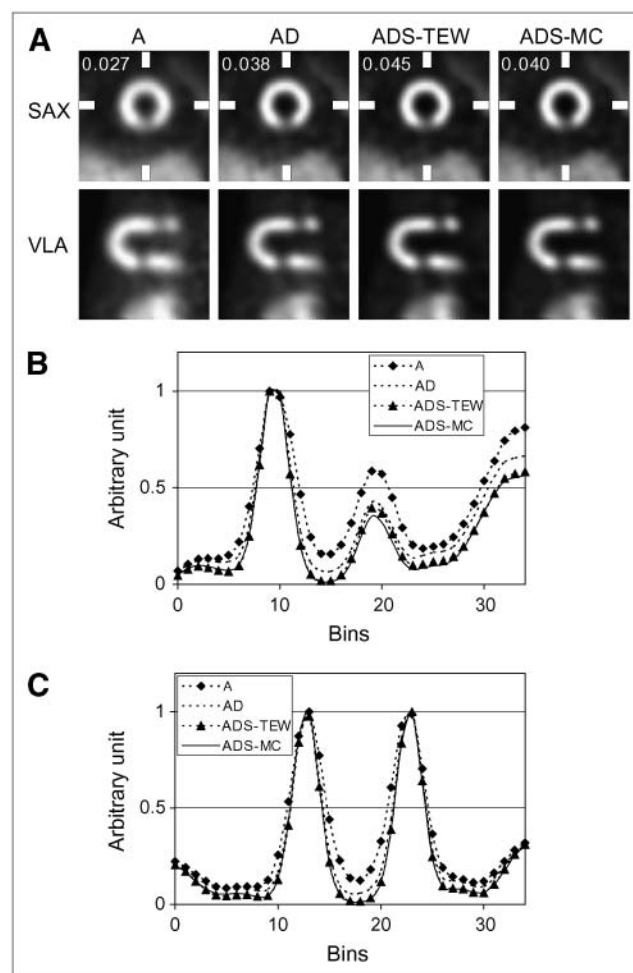 A
A AD ADS-TEW ADS-MC
SAX
0.027 0.038 0.045 0.040
VLA
B
Arbitrary unit
1
0.5
0
0 10 20 30
Bins
A
AD
ADS-TEW
ADS-MC
C
Arbitrary unit
1
0.5
0
0 10 20 30
Bins
A
AD
ADS-TEW
ADS-MC